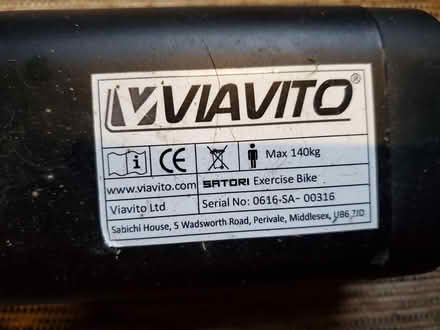 VIAVITO®
CE Max 140kg
www.viavito.com SATORI Exercise Bike
Viavito Ltd Serial No: 0616-SA- 00316
Sabichi House, 5 Wadsworth Road, Perivale, Middlesex, UB6 7JD